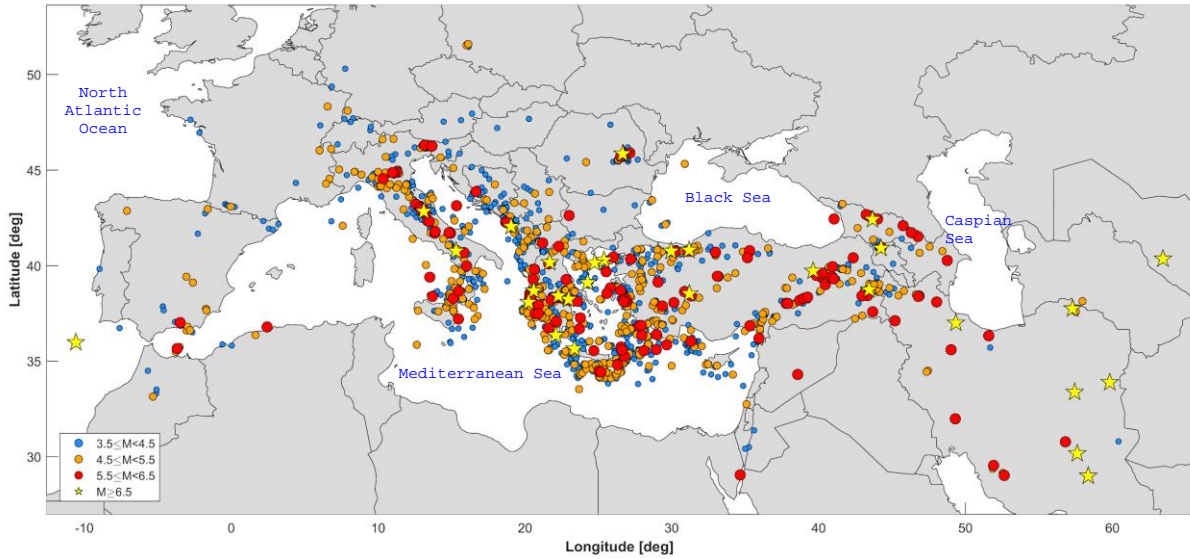 North
Atlantic
Ocean
Black Sea
Caspian
Sea
Mediterranean Sea
3.5≤M<4.5
4.5≤M<5.5
5.5≤M<6.5
M≥6.5
Latitude [deg]
50
45
40
35
30
-10
0
10
20
30
40
50
60
Longitude [deg]